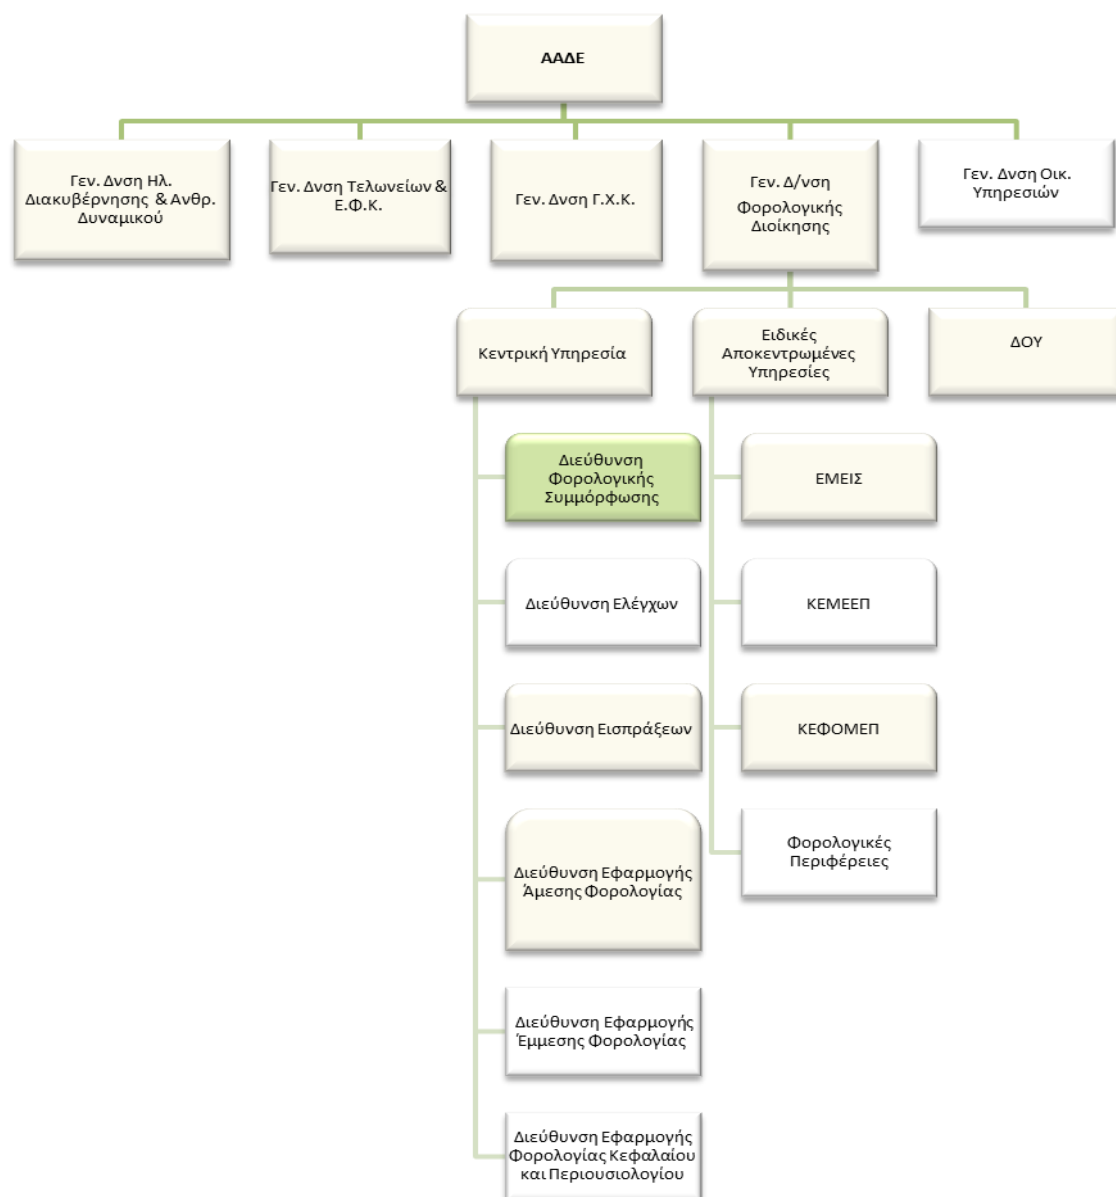 ΑΑΔΕ
Γεν. Δνση Ηλ.
Διακυβέρνησης & Ανθρ.
Δυναμικού
Γεν. Δνση Τελωνείων &
Ε.Φ.Κ.
Γεν. Δνση Γ.Χ.Κ.
Γεν. Δ/νση
Φορολογικής
Διοίκησης
Γεν. Δνση Οικ.
Υπηρεσιών
Κεντρική Υπηρεσία
Ειδικές
Αποκεντρωμένες
Υπηρεσίες
ΔΟΥ
Διεύθυνση
Φορολογικής
Συμμόρφωσης
Διεύθυνση Ελέγχων
Διεύθυνση Εισπράξεων
Διεύθυνση Εφαρμογής
Άμεσης Φορολογίας
Διεύθυνση Εφαρμογής
Έμμεσης Φορολογίας
Διεύθυνση Εφαρμογής
Φορολογίας Κεφαλαίου
και Περιουσιολογίου
ΕΜΕΙΣ
ΚΕΜΕΕΠ
ΚΕΦΟΜΕΠ
Φορολογικές
Περιφέρειες